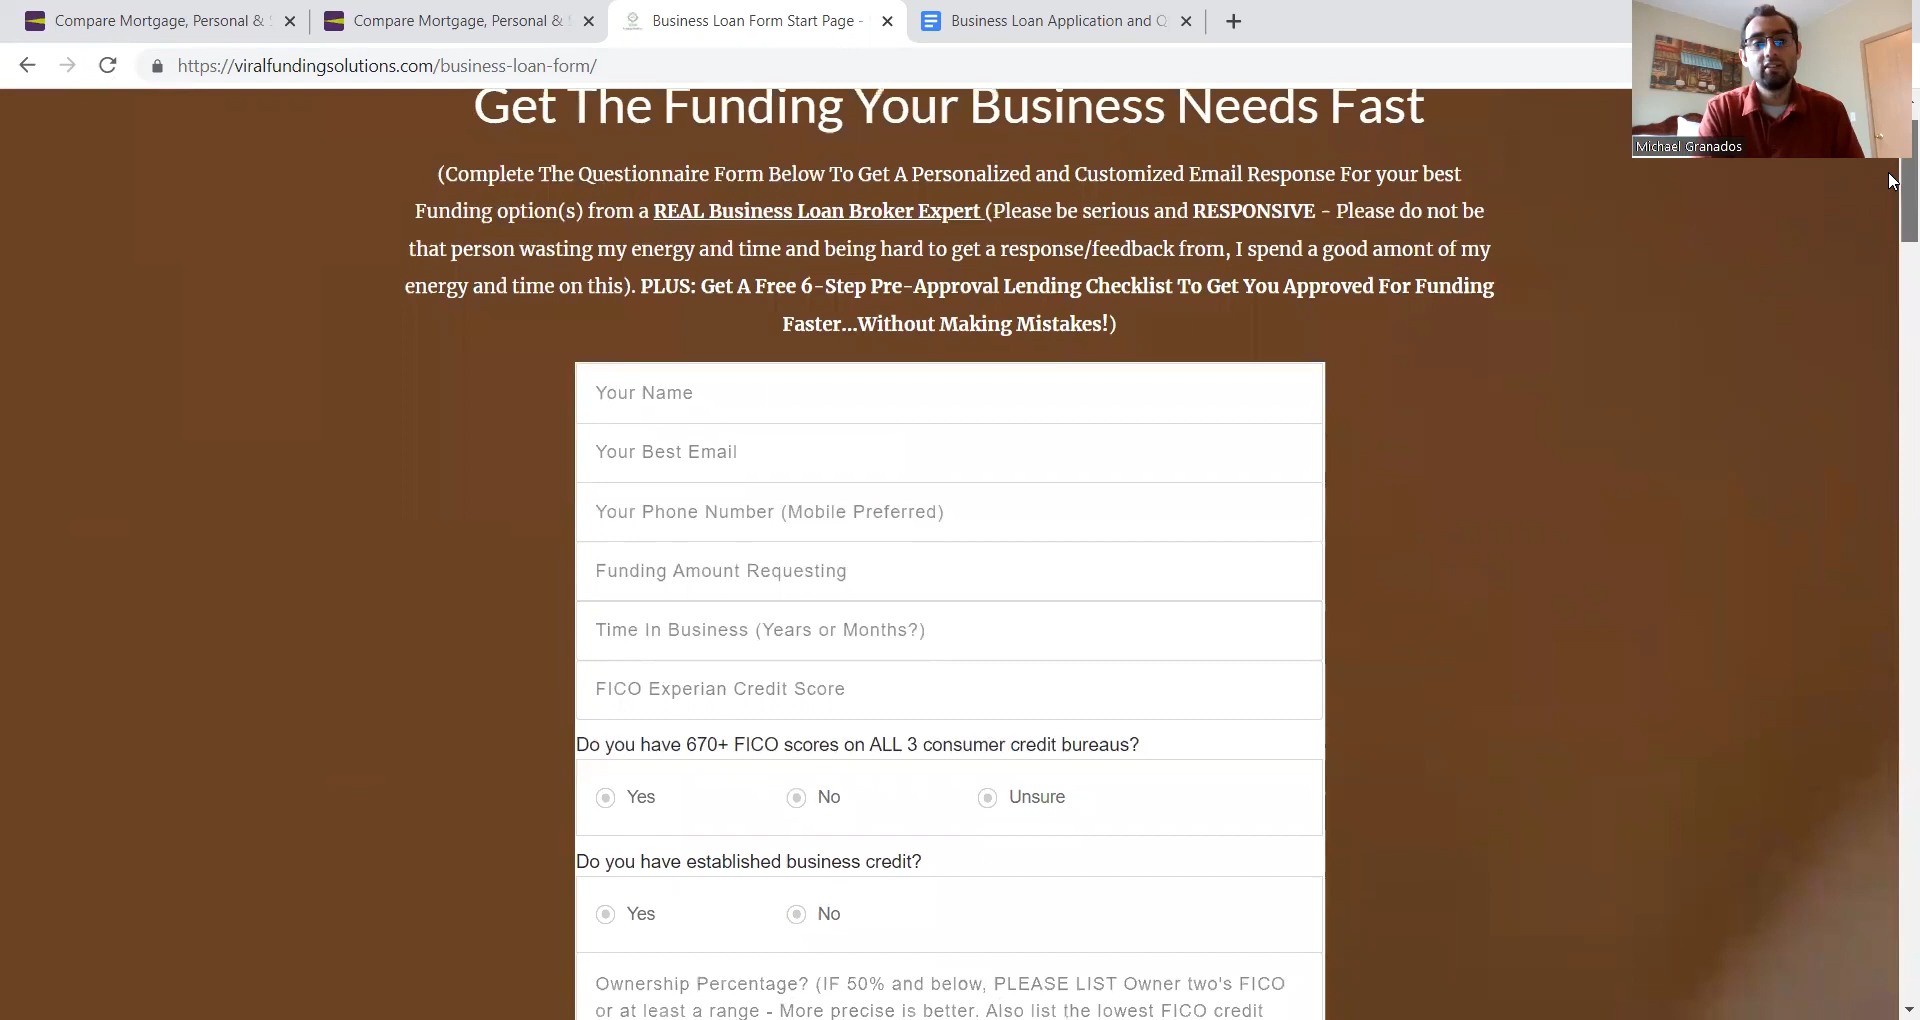 Compare Mortgage, Personal &
Compare Mortgage, Personal &
Business Loan Form Start Page -
Business Loan Application and Q
https://viralfundingsolutions.com/business-loan-form/
Michael Granados
Get The Funding Your Business Needs Fast
(Complete The Questionnaire Form Below To Get A Personalized and Customized Email Response For your best
Funding option(s) from a REAL Business Loan Broker Expert (Please be serious and RESPONSIVE - Please do not be
that person wasting my energy and time and being hard to get a response/feedback from, I spend a good amont of my
energy and time on this). PLUS: Get A Free 6-Step Pre-Approval Lending Checklist To Get You Approved For Funding
Faster...Without Making Mistakes!)
Your Name
Your Best Email
Your Phone Number (Mobile Preferred)
Funding Amount Requesting
Time In Business (Years or Months?)
FICO Experian Credit Score
Do you have 670+ FICO scores on ALL 3 consumer credit bureaus?
Yes No Unsure
Do you have established business credit?
Yes No
Ownership Percentage? (IF 50% and below, PLEASE LIST Owner two's FICO
or at least a range - More precise is better. Also list the lowest FICO credit